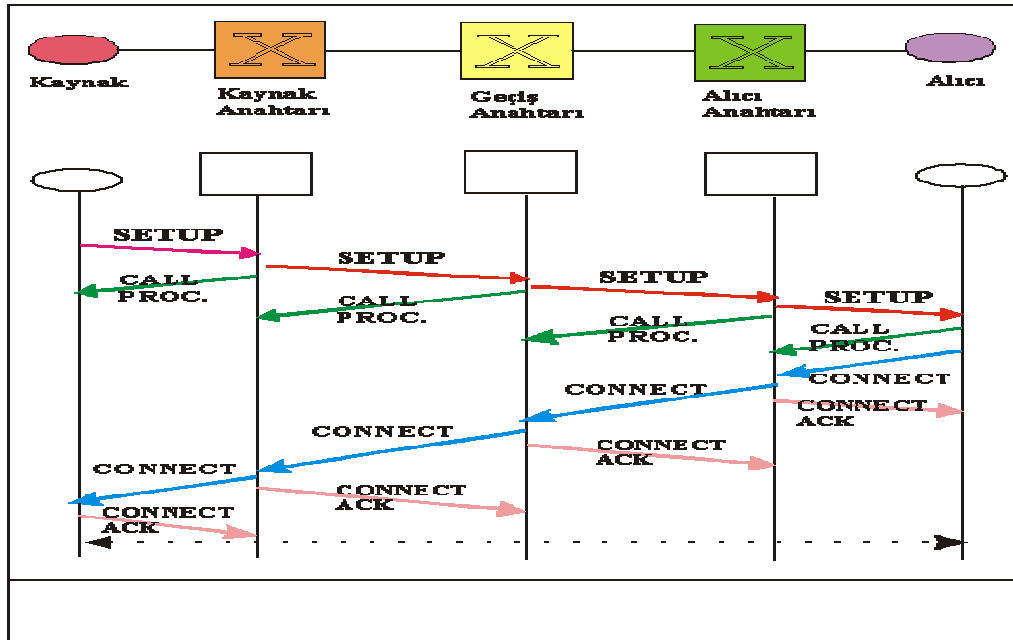 Kaynak
Kaynak
Anahtarı
Geçiş
Anahtarı
Alıcı
Anahtarı
Alıcı
SETUP
SETUP
SETUP
SETUP
CALL
PROC.
CALL
PROC.
CALL
PROC.
CALL
PROC.
CONNECT
CONNECT
ACK
CONNECT
CONNECT
ACK
CONNECT
CONNECT
ACK
CONNECT
CONNECT
ACK